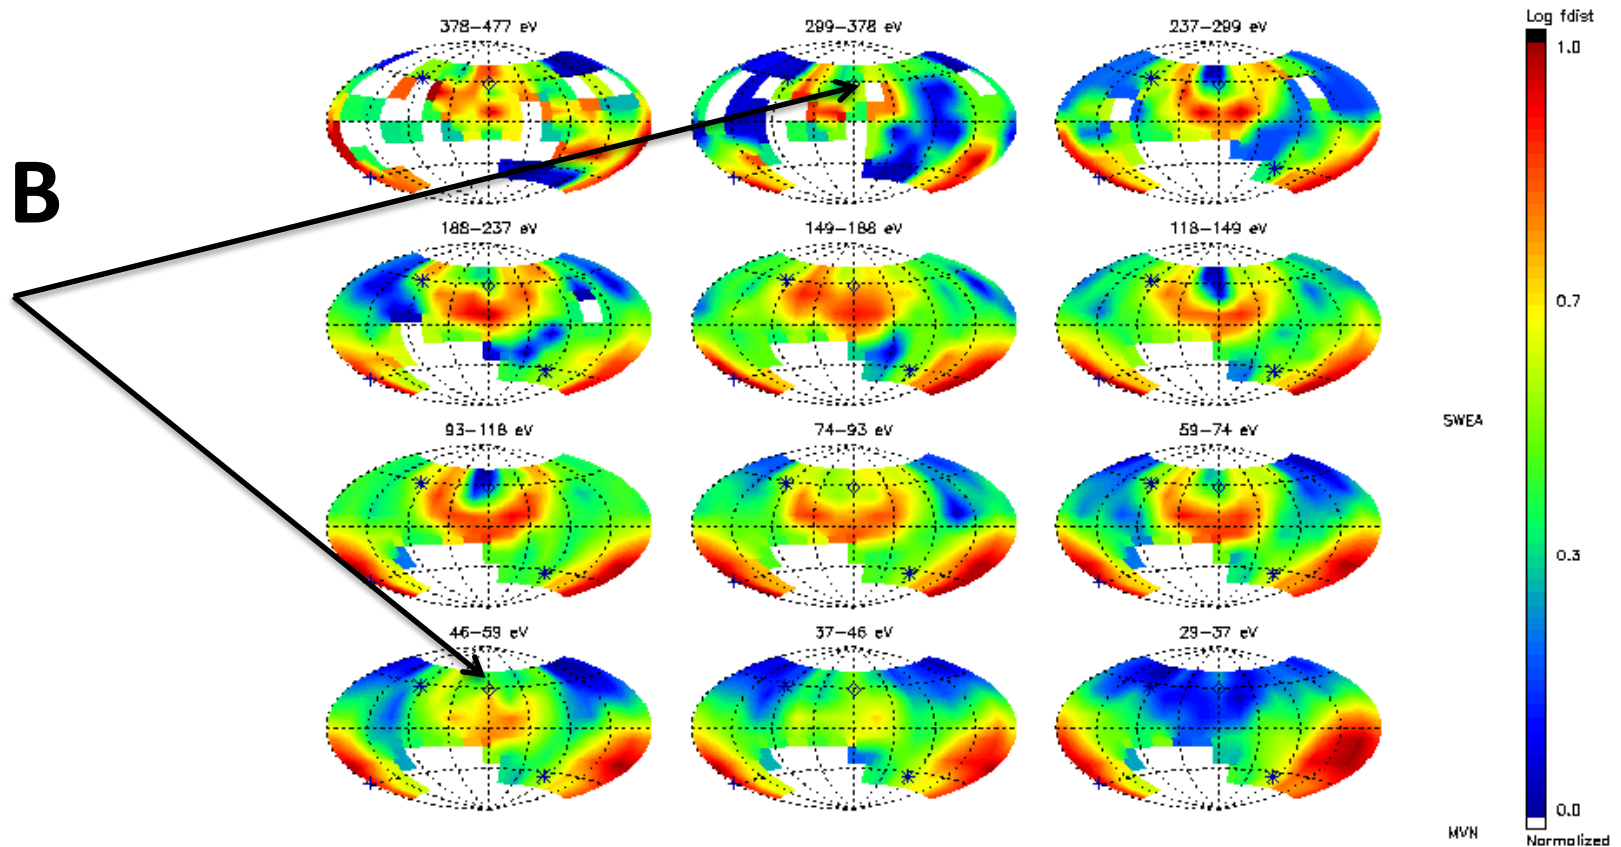 378-477 eV
299-378 eV
237-299 eV
Log fdist
1.0
B
188-237 eV
149-188 eV
118-149 eV
0.7
93-118 eV
74-93 eV
59-74 eV
SWEA
0.3
46-59 eV
37-46 eV
29-37 eV
0.0
MVN
Normalized